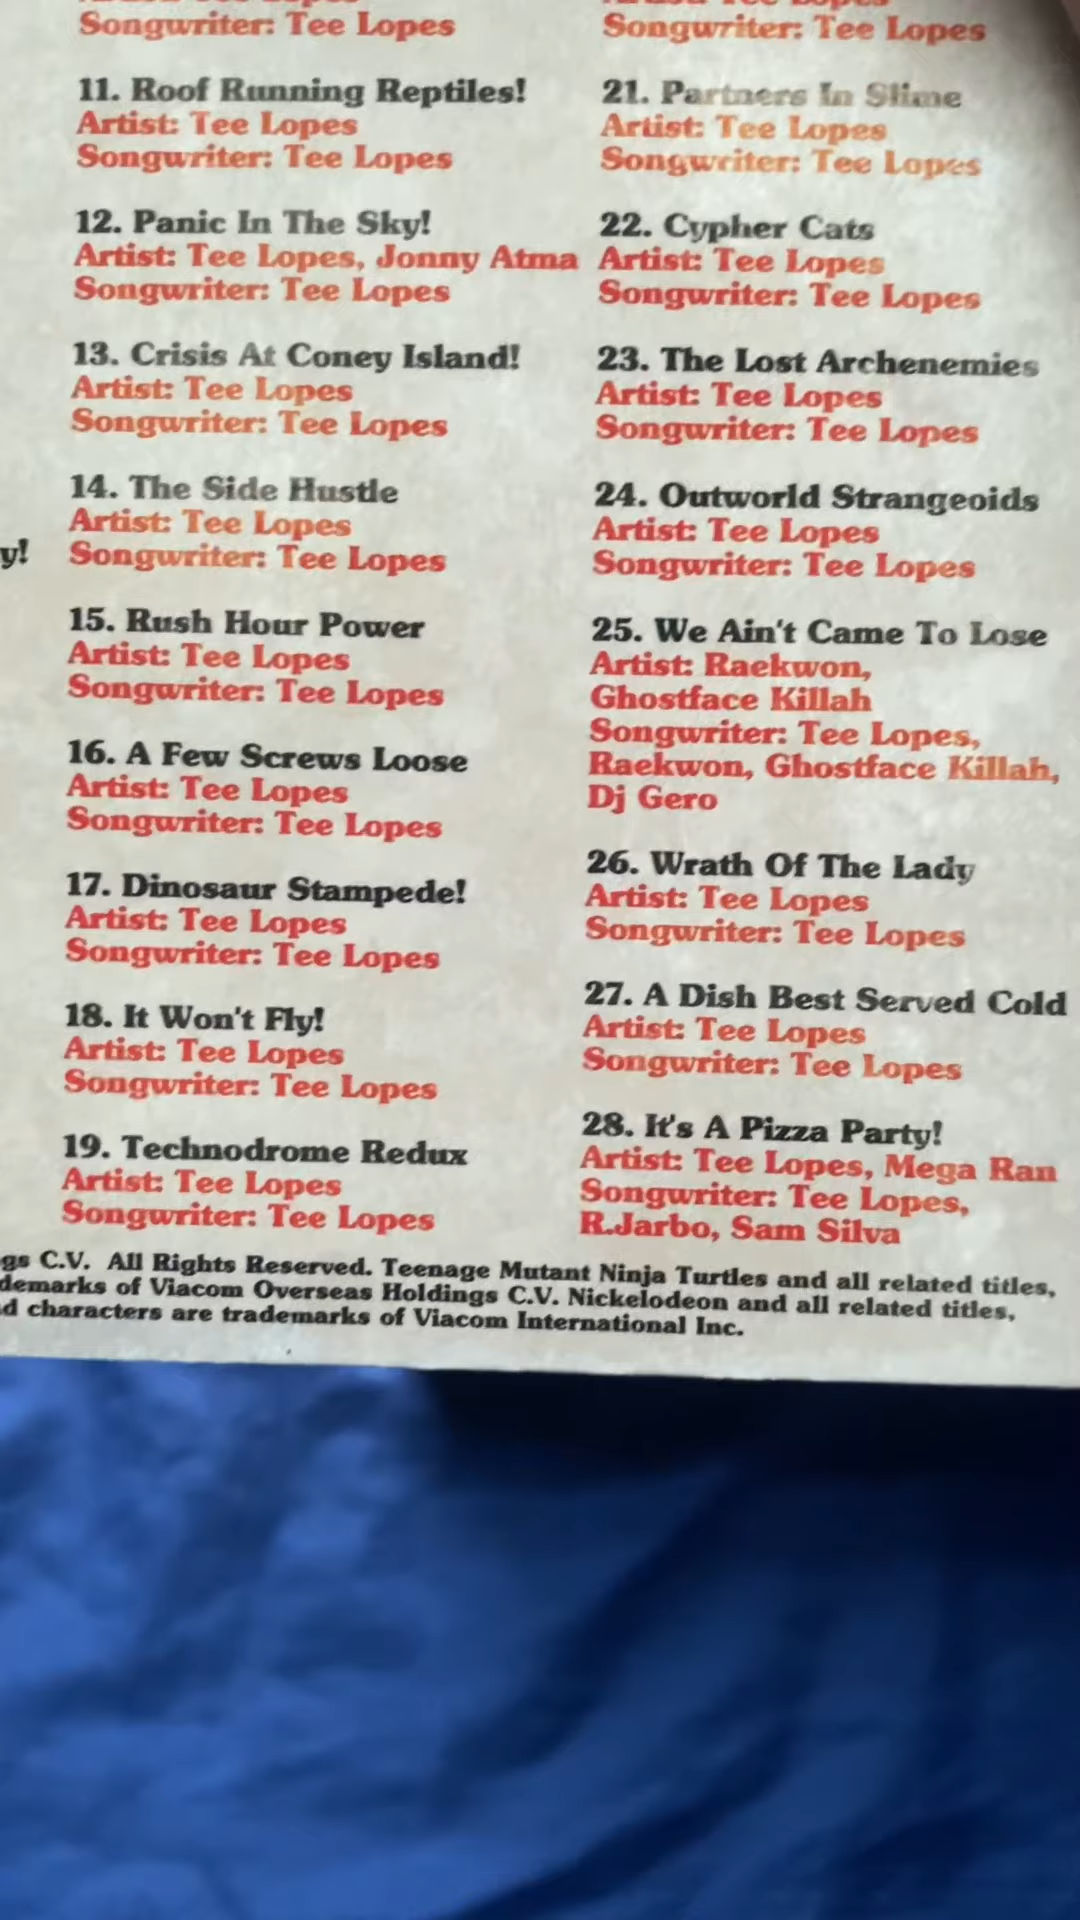 Songwriter: Tee Lopes
11. Roof Running Reptiles!
Artist: Tee Lopes
Songwriter: Tee Lopes
12. Panic In The Sky!
Artist: Tee Lopes, Jonny Atma
Songwriter: Tee Lopes
13. Crisis At Coney Island!
Artist: Tee Lopes
Songwriter: Tee Lopes
14. The Side Hustle
Artist: Tee Lopes
Songwriter: Tee Lopes
15. Rush Hour Power
Artist: Tee Lopes
Songwriter: Tee Lopes
16. A Few Screws Loose
Artist: Tee Lopes
Songwriter: Tee Lopes
17. Dinosaur Stampede!
Artist: Tee Lopes
Songwriter: Tee Lopes
18. It Won't Fly!
Artist: Tee Lopes
Songwriter: Tee Lopes
19. Technodrome Redux
Artist: Tee Lopes
Songwriter: Tee Lopes
Songwriter: Tee Lopes
21. Partners In Slime
Artist: Tee Lopes
Songwriter: Tee Lopes
22. Cypher Cats
Artist: Tee Lopes
Songwriter: Tee Lopes
23. The Lost Archenemies
Artist: Tee Lopes
Songwriter: Tee Lopes
24. Outworld Strangeoids
Artist: Tee Lopes
Songwriter: Tee Lopes
25. We Ain't Came To Lose
Artist: Raekwon,
Ghostface Killah
Songwriter: Tee Lopes,
Raekwon, Ghostface Killah,
Dj Gero
26. Wrath Of The Lady
Artist: Tee Lopes
Songwriter: Tee Lopes
27. A Dish Best Served Cold
Artist: Tee Lopes
Songwriter: Tee Lopes
28. It's A Pizza Party!
Artist: Tee Lopes, Mega Ran
Songwriter: Tee Lopes,
R.Jarbo, Sam Silva
gs C.V. All Rights Reserved. Teenage Mutant Ninja Turtles and all related titles,
demarks of Viacom Overseas Holdings C.V. Nickelodeon and all related titles,
d characters are trademarks of Viacom International Inc.